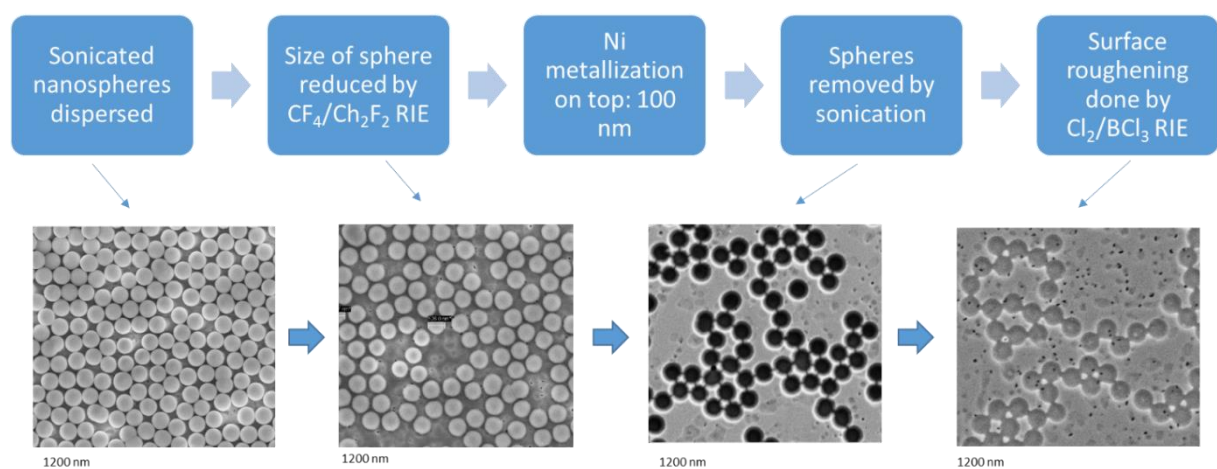 Sonicated
nanospheres
dispersed
Size of sphere
reduced by
CF₄/Ch₂F₂ RIE
Ni
metallization
on top: 100
nm
Spheres
removed by
sonication
Surface
roughening
done by
Cl₂/BCl₃ RIE
1200 nm
1200 nm
1200 nm
1200 nm